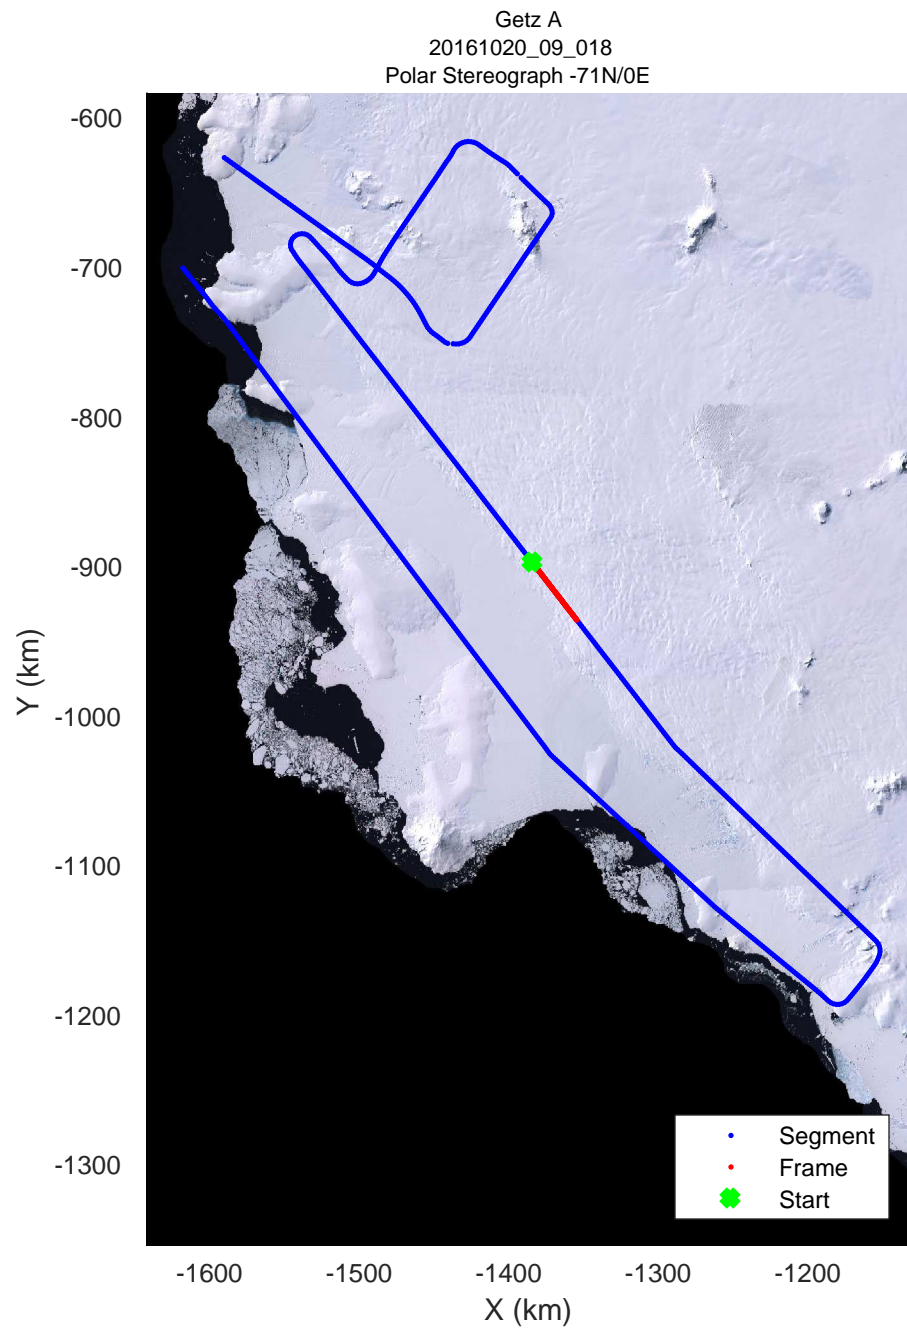 Getz A
20161020_09_018
Polar Stereograph -71N/0E
-600
-700
-800
-900
-1000
-1100
-1200
-1300
Y (km)
-1600
-1500
-1400
-1300
-1200
X (km)
Segment
Frame
Start